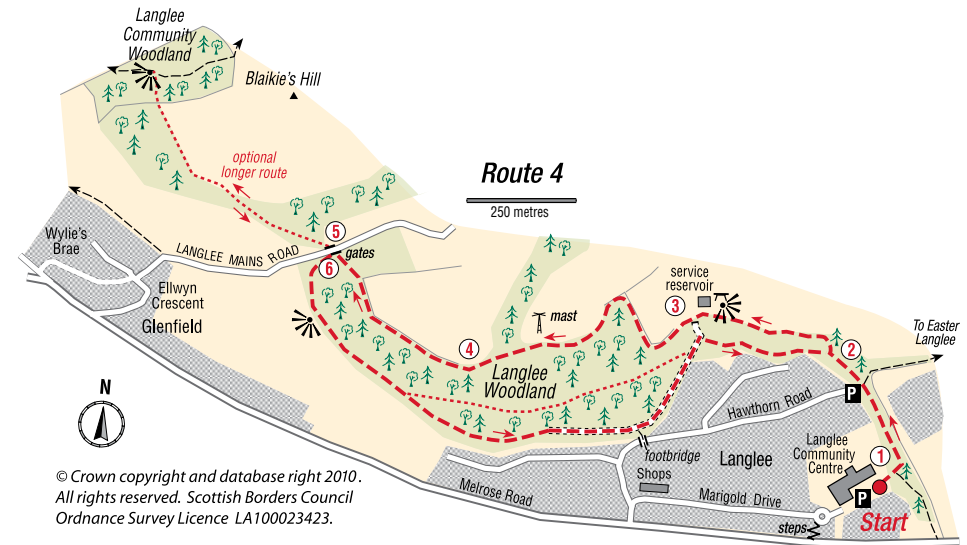 Langlee
Community
Woodland
Blaikie's Hill
optional
longer route
Route 4
250 metres
5
6
gates
LANGLEE MAINS ROAD
Wylie's
Brae
Ellwyn
Crescent
Glenfield
service
reservoir
3
mast
4
Langlee
Woodland
2
To Easter
Langlee
P
Hawthorn Road
N
footbridge
Langlee
Langlee
Community
Centre
1
Shops
Melrose Road
Marigold Drive
P
Start
steps
© Crown copyright and database right 2010.
All rights reserved. Scottish Borders Council
Ordnance Survey Licence LA100023423.